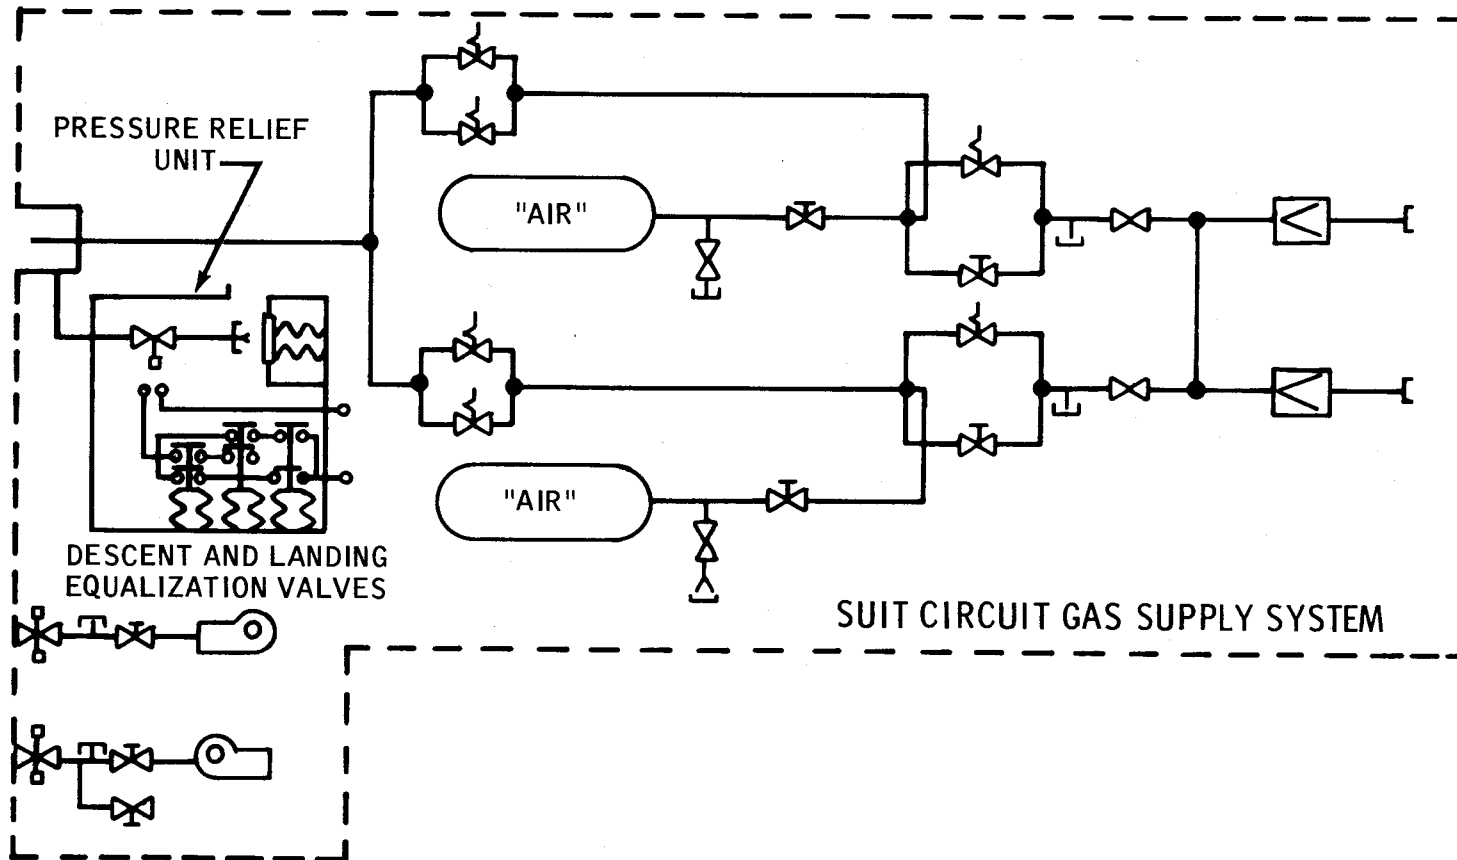 PRESSURE RELIEF
UNIT
"AIR"
"AIR"
DESCENT AND LANDING
EQUALIZATION VALVES
SUIT CIRCUIT GAS SUPPLY SYSTEM